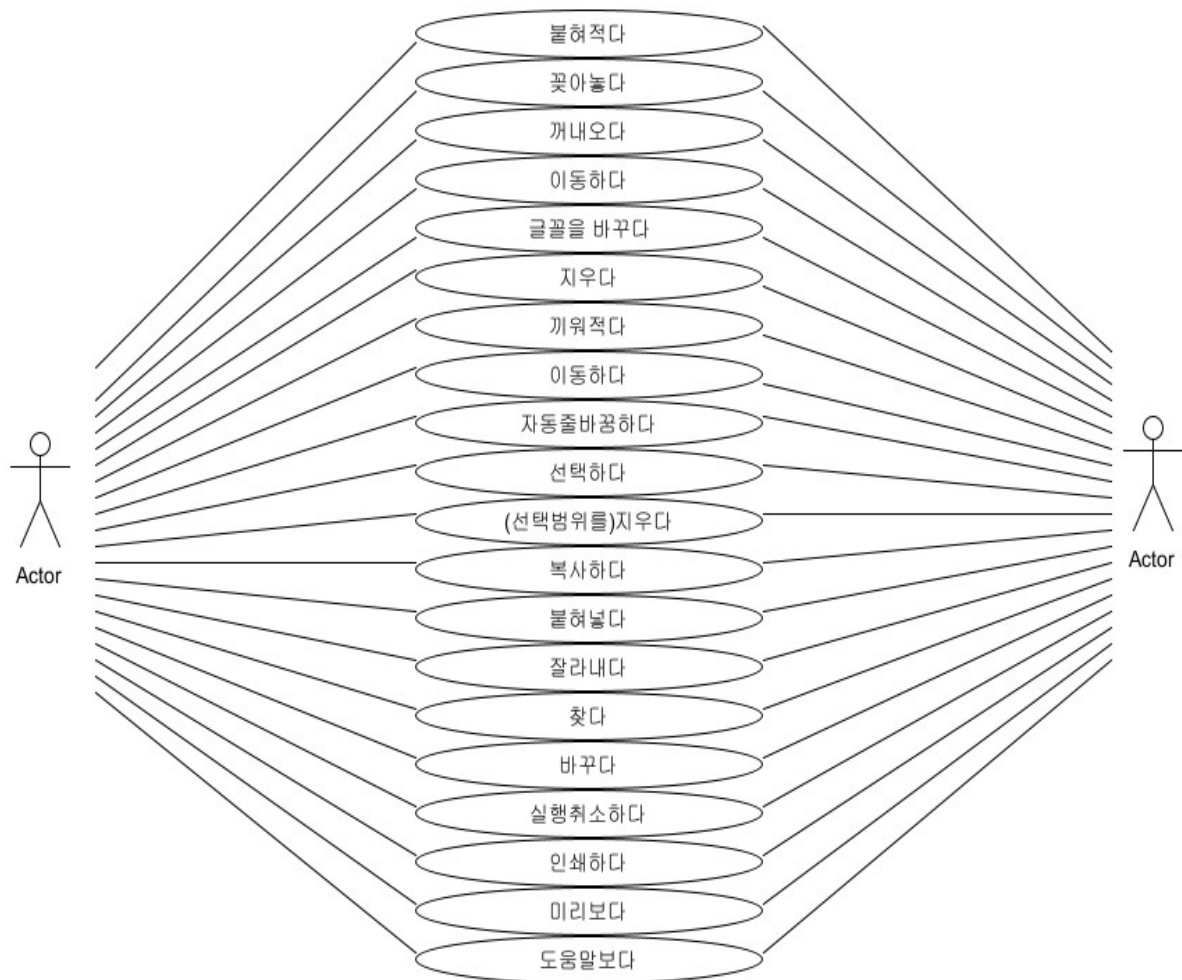 붙혀적다
꽂아놓다
꺼내오다
이동하다
글꼴을 바꾸다
지우다
끼워적다
이동하다
자동줄바꿈하다
선택하다
(선택범위를)지우다
복사하다
붙혀넣다
잘라내다
찾다
바꾸다
실행취소하다
인쇄하다
미리보다
도움말보다
Actor
Actor